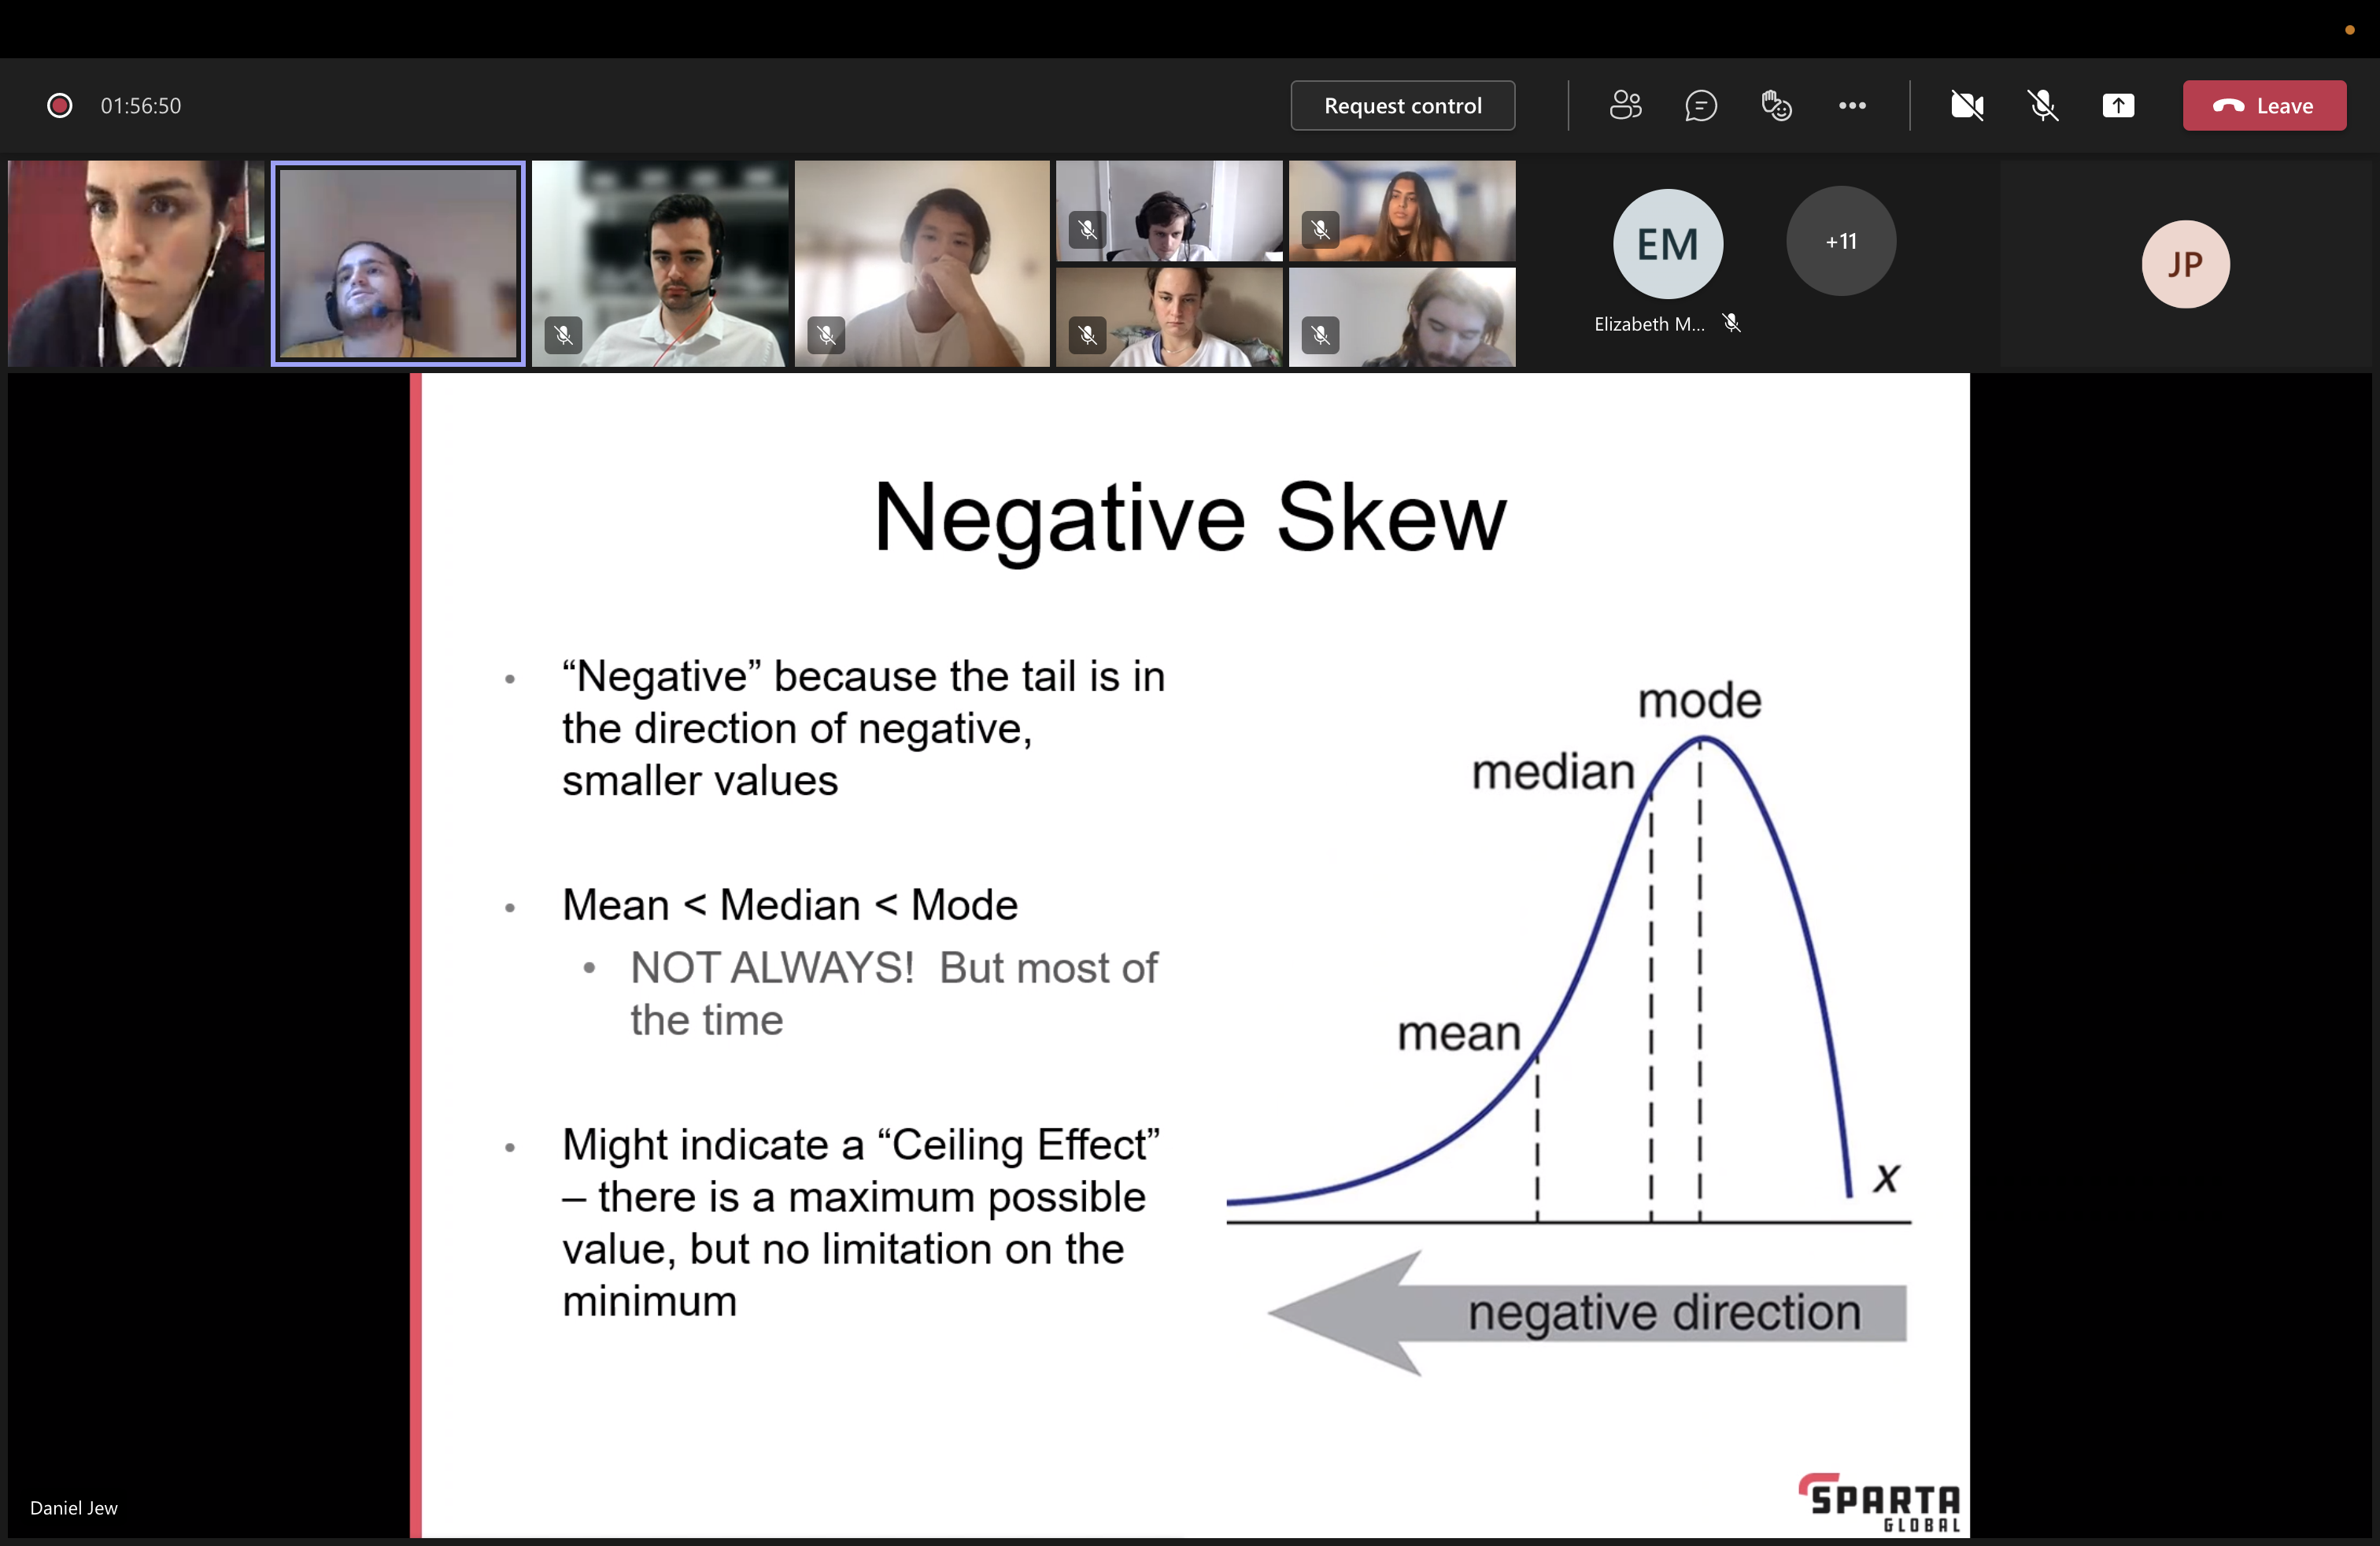 01:56:50
Request control
Leave
EM
+11
JP
Elizabeth M...
Negative Skew
“Negative” because the tail is in
the direction of negative,
smaller values
Mean < Median < Mode
NOT ALWAYS!  But most of
the time
Might indicate a “Ceiling Effect”
– there is a maximum possible
value, but no limitation on the
minimum
mode
median
mean
x
negative direction
Daniel Jew
SPARTA
GLOBAL